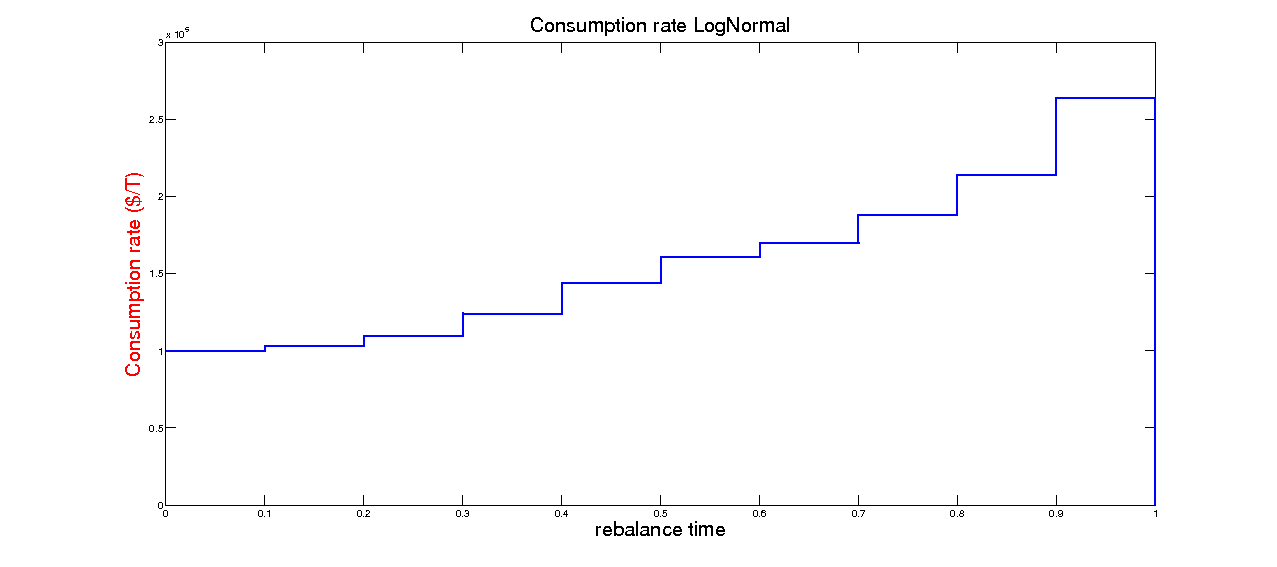 Consumption rate LogNormal
x 10^5
3
2.5
2
1.5
1
0.5
0
Consumption rate ($/T)
0 0.1 0.2 0.3 0.4 0.5 0.6 0.7 0.8 0.9 1
rebalance time